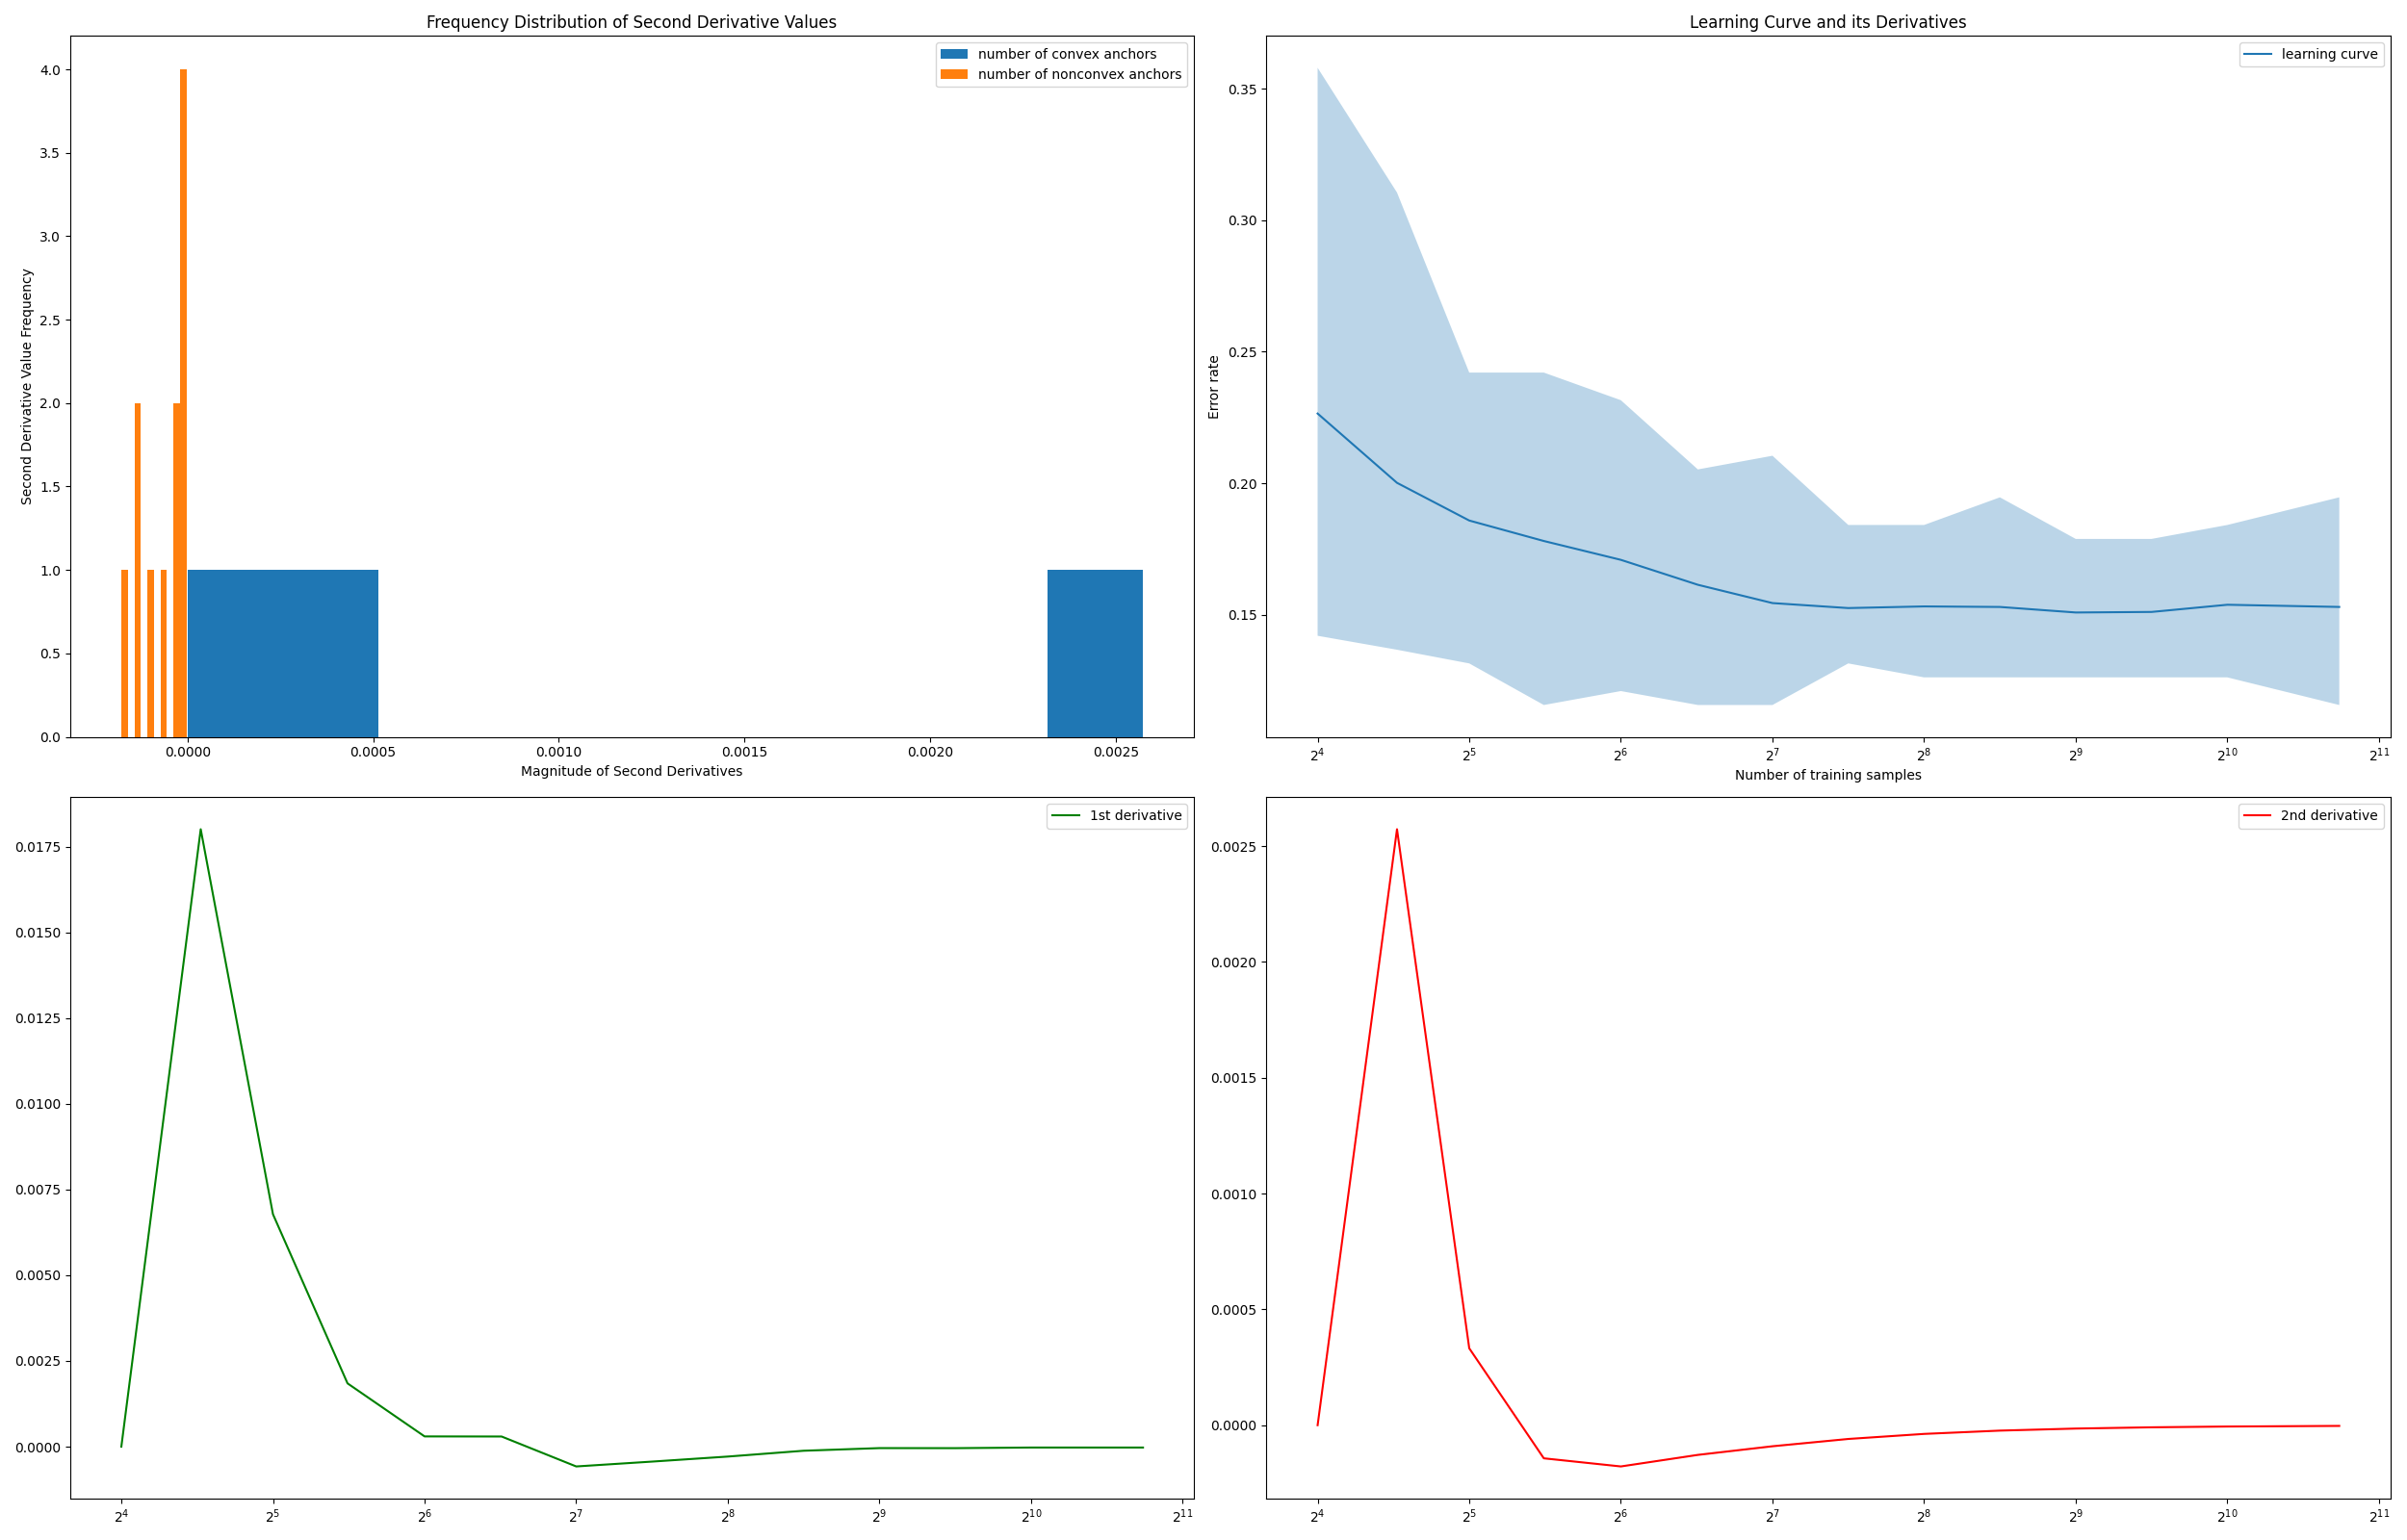 Frequency Distribution of Second Derivative Values
number of convex anchors
number of nonconvex anchors
Second Derivative Value Frequency
4.0
3.5
3.0
2.5
2.0
1.5
1.0
0.5
0.0
0.0000 0.0005 0.0010 0.0015 0.0020 0.0025
Magnitude of Second Derivatives
Learning Curve and its Derivatives
learning curve
Error rate
0.35
0.30
0.25
0.20
0.15
2⁴ 2⁵ 2⁶ 2⁷ 2⁸ 2⁹ 2¹⁰ 2¹¹
Number of training samples
1st derivative
0.0175
0.0150
0.0125
0.0100
0.0075
0.0050
0.0025
0.0000
2⁴ 2⁵ 2⁶ 2⁷ 2⁸ 2⁹ 2¹⁰ 2¹¹
2nd derivative
0.0025
0.0020
0.0015
0.0010
0.0005
0.0000
2⁴ 2⁵ 2⁶ 2⁷ 2⁸ 2⁹ 2¹⁰ 2¹¹